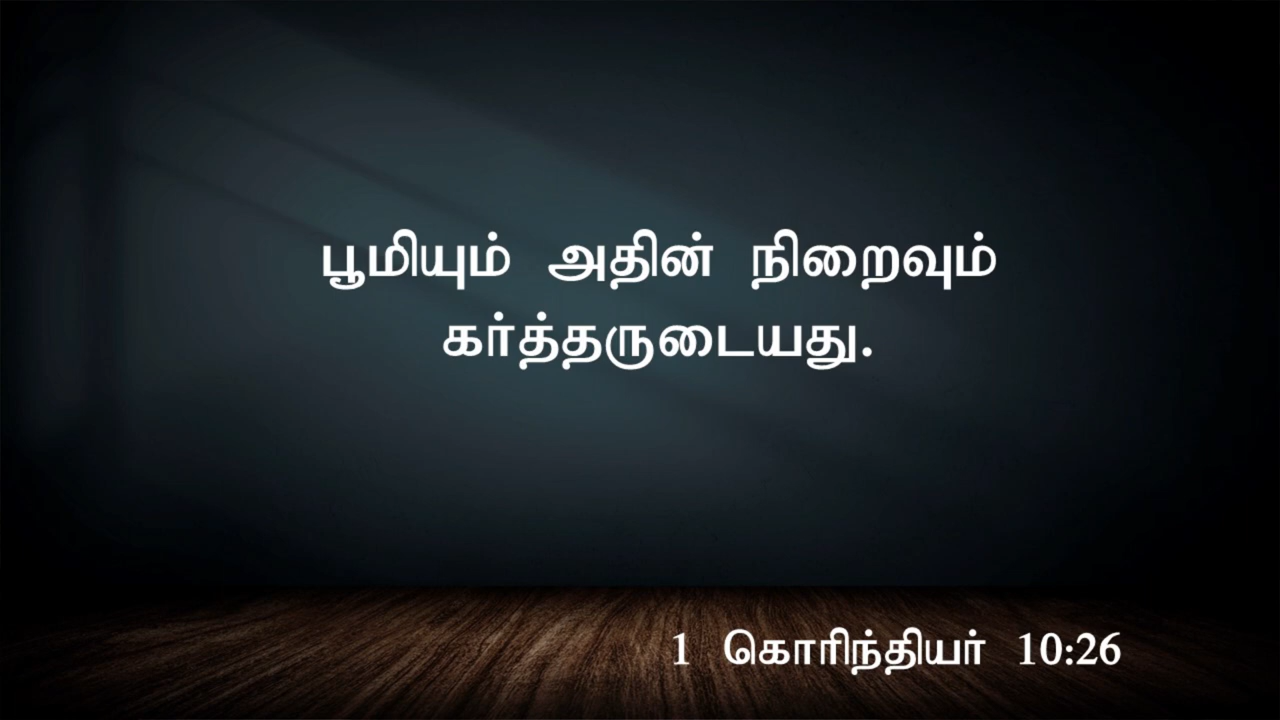 பூமியும் அதின் நிறைவும்
கர்த்தருடையது.
1 கொரிந்தியர் 10:26